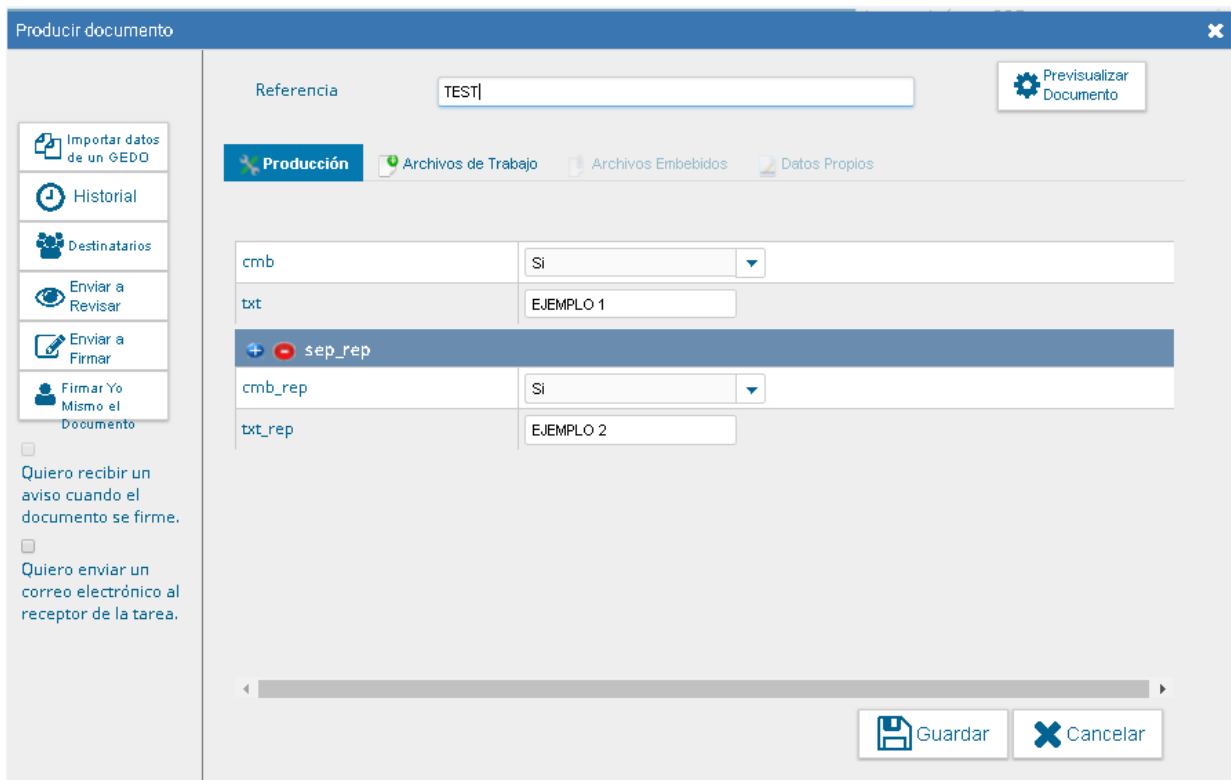 Producir documento
Referencia
TEST
Previsualizar
Documento
Importar datos
de un GEDO
Historial
Destinatarios
Enviar a
Revisar
Enviar a
Firmar
Firmar Yo
Mismo el
Documento
Quiero recibir un
aviso cuando el
documento se firme.
Quiero enviar un
correo electrónico al
receptor de la tarea.
Producción
Archivos de Trabajo
Archivos Embebidos
Datos Propios
cmb
Si
txt
EJEMPLO 1
sep_rep
cmb_rep
Si
txt_rep
EJEMPLO 2
Guardar
Cancelar